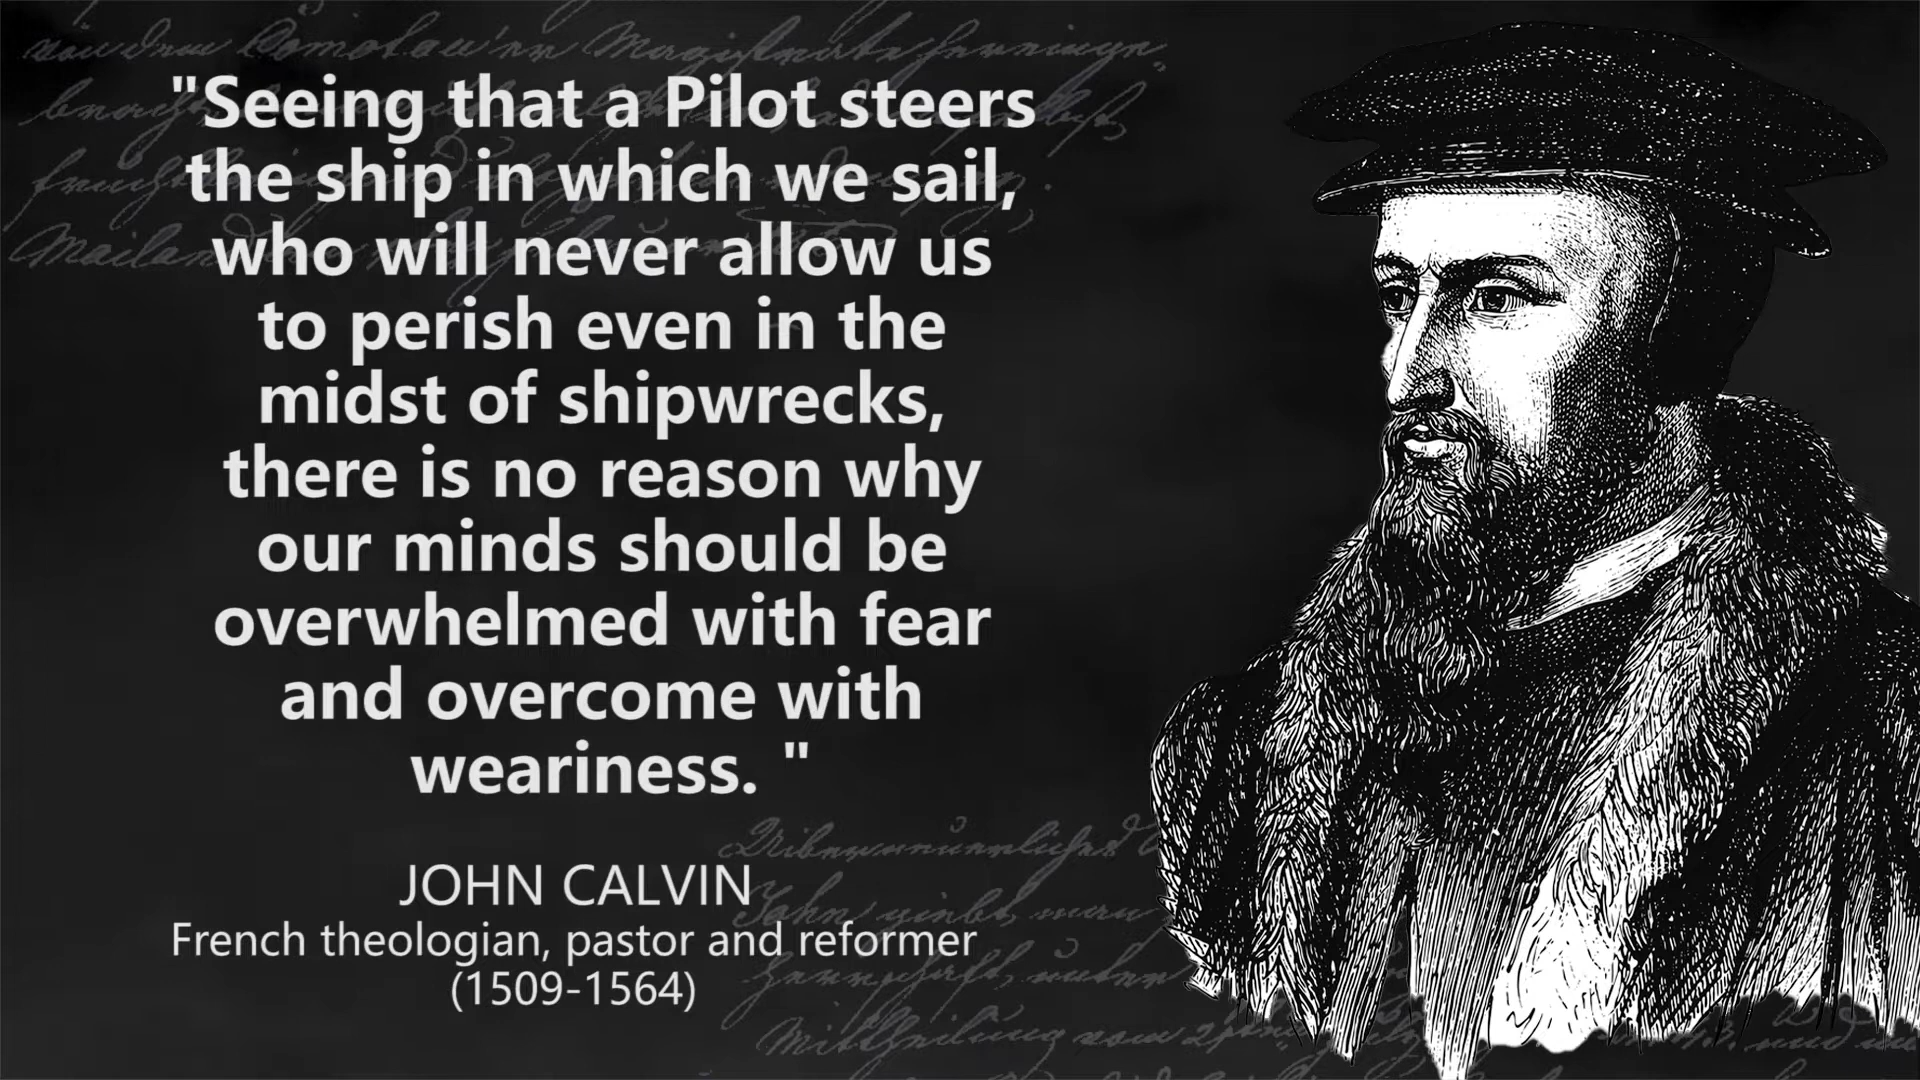 "Seeing that a Pilot steers
the ship in which we sail,
who will never allow us
to perish even in the
midst of shipwrecks,
there is no reason why
our minds should be
overwhelmed with fear
and overcome with
weariness. "
JOHN CALVIN
French theologian, pastor and reformer
(1509-1564)